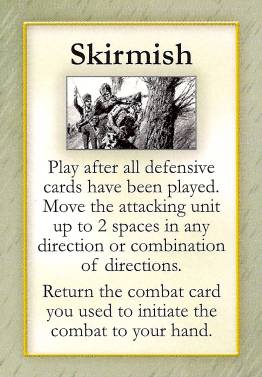 Skirmish
Play after all defensive
cards have been played.
Move the attacking unit
up to 2 spaces in any
direction or combination
of directions.
Return the combat card
you used to initiate the
combat to your hand.